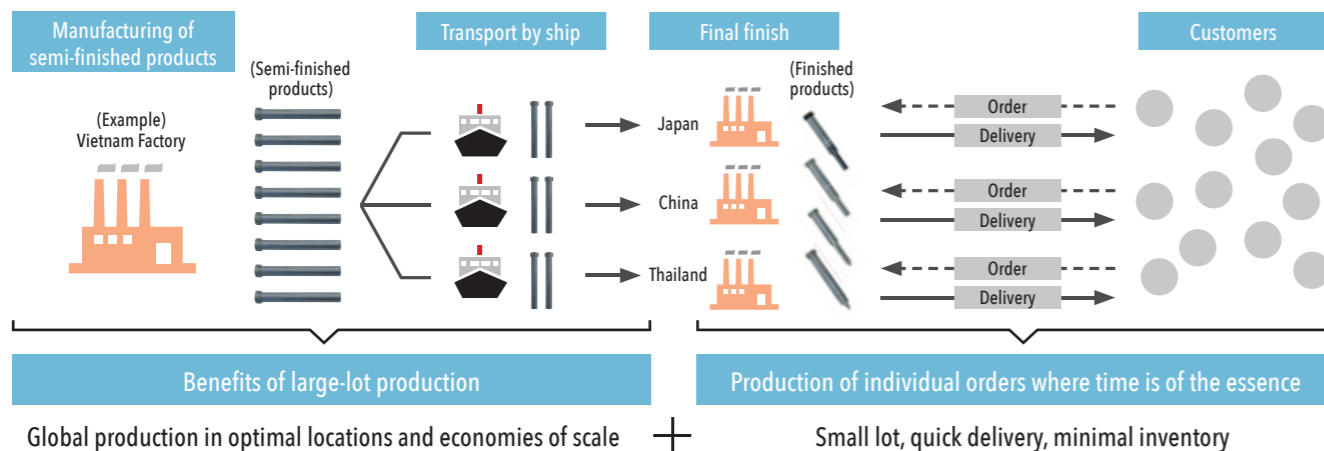 Manufacturing of
semi-finished products
Transport by ship
Final finish
Customers
(Semi-finished
products)
(Finished
products)
(Example)
Vietnam Factory
Japan
Order
Delivery
China
Order
Delivery
Thailand
Order
Delivery
Benefits of large-lot production
Production of individual orders where time is of the essence
Global production in optimal locations and economies of scale
+
Small lot, quick delivery, minimal inventory